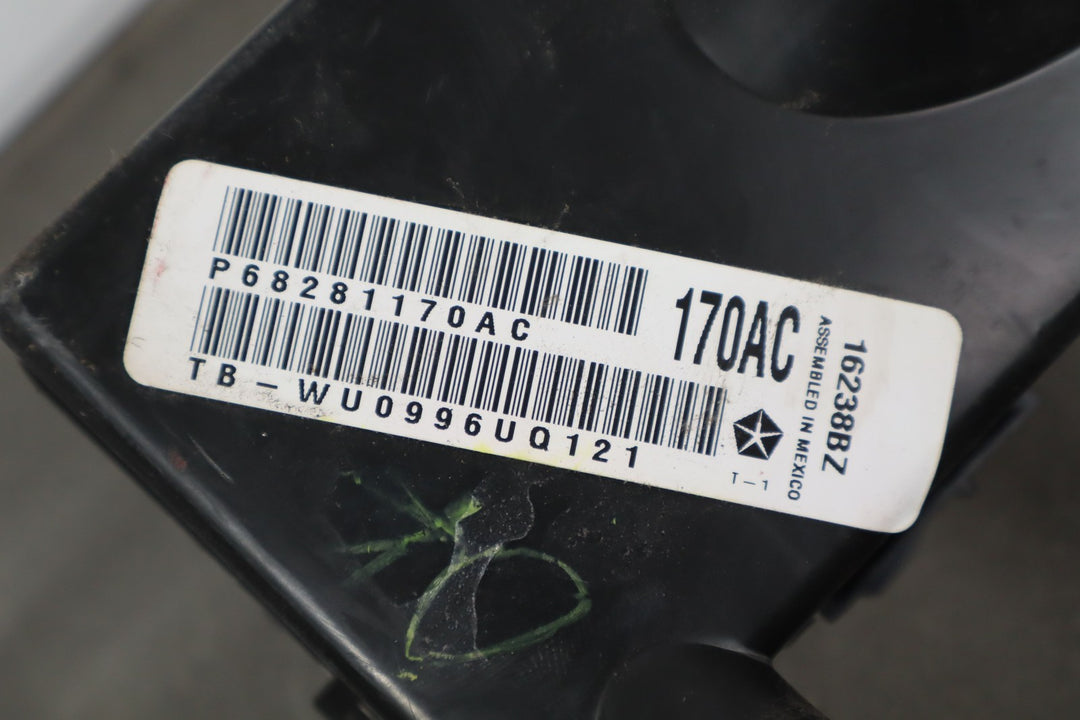 P68281170AC
170AC
TB-WU0996UQ121
T-1
ASSEMBLED IN MEXICO
16238BZ